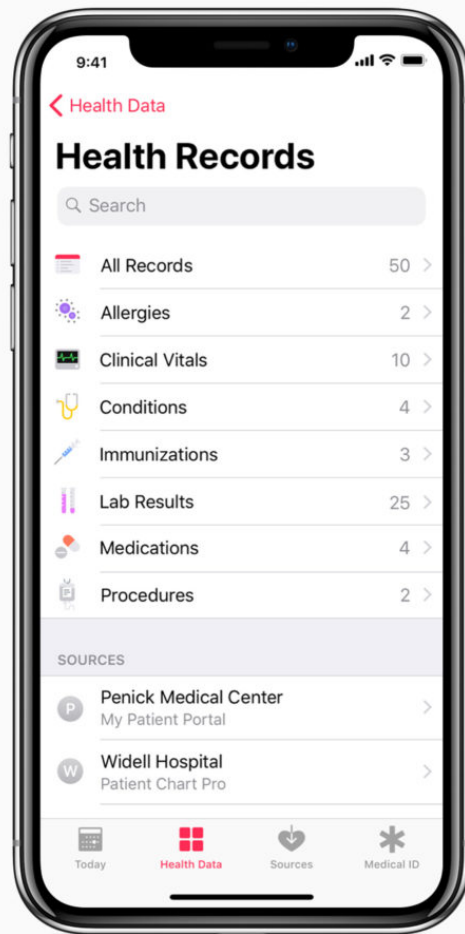 9:41
Health Data
Health Records
Search
All Records 50
Allergies 2
Clinical Vitals 10
Conditions 4
Immunizations 3
Lab Results 25
Medications 4
Procedures 2
SOURCES
P Penick Medical Center
My Patient Portal
W Widell Hospital
Patient Chart Pro
Today Health Data Sources Medical ID